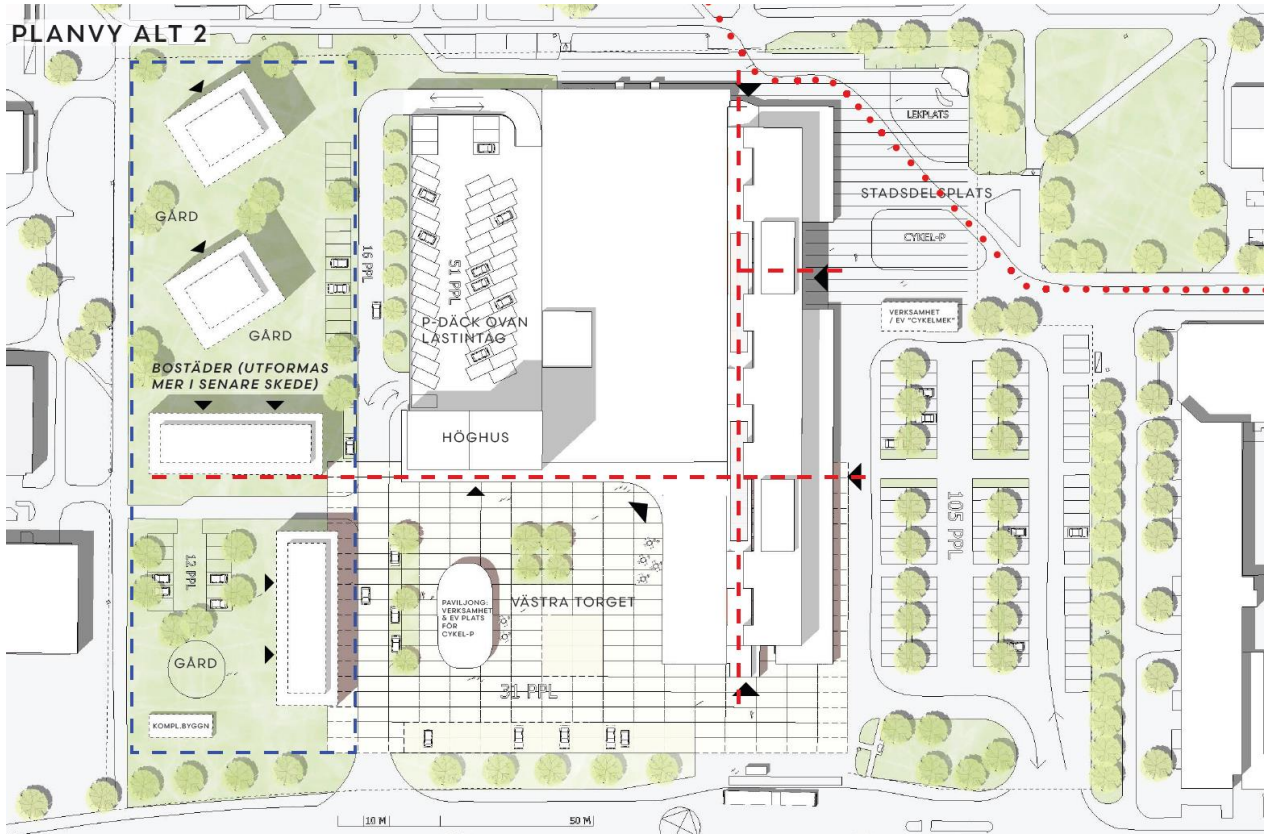 PLANVY ALT 2
LEKPLATS
STADSDELSPLATS
CYKEL-P
GÅRD
16 PPL
51 PPL
P-DÄCK OVAN
LASTINTAG
VERKSAMHET
/ EV "CYKELMEK"
GÅRD
BOSTÄDER (UTFORMAS
MER I SENARE SKEDE)
HÖGHUS
105 PPL
12 PPL
PAVILJONG:
VERKSAMHET
& EV PLATS
FÖR
CYKEL-P
VÄSTRA TORGET
GÅRD
31 PPL
KOMPL.BYGGN
10 M
50 M